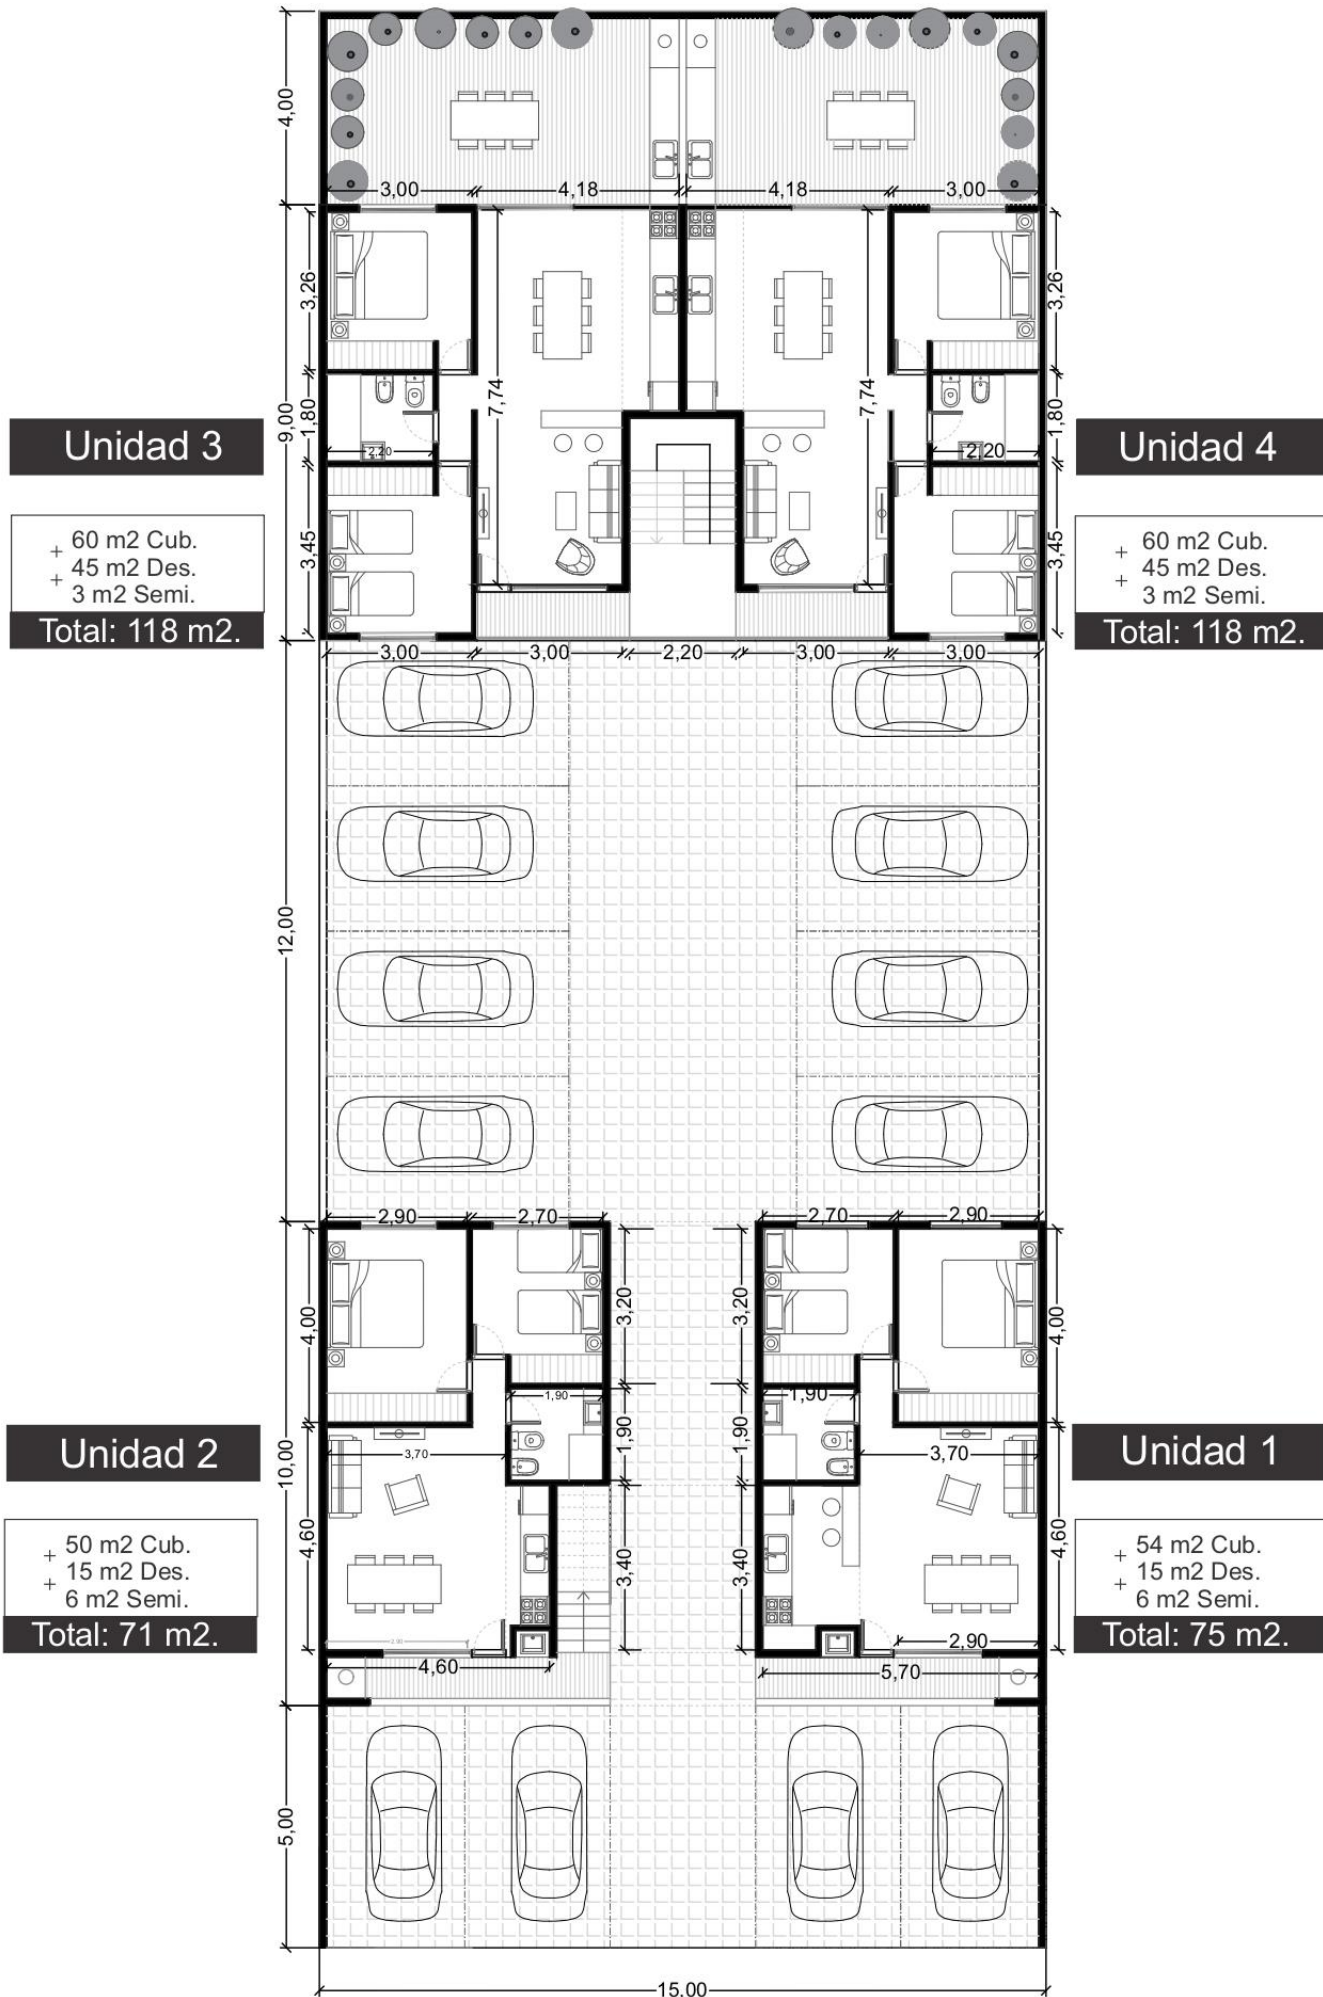 4,00
3,00
4,18
4,18
3,00
3,26
3,26
9,00
1,80
7,74
7,74
1,80
Unidad 3
Unidad 4
2,20
2,20
+ 60 m2 Cub.
+ 45 m2 Des.
3 m2 Semi.
Total: 118 m2.
3,45
3,45
+ 60 m2 Cub.
+ 45 m2 Des.
3 m2 Semi.
Total: 118 m2.
3,00
3,00
2,20
3,00
3,00
12,00
2,90
2,70
2,70
2,90
4,00
3,20
3,20
4,00
1,90
1,90
Unidad 2
10,00
3,70
1,90
1,90
3,70
Unidad 1
+ 50 m2 Cub.
+ 15 m2 Des.
6 m2 Semi.
Total: 71 m2.
4,60
3,40
3,40
4,60
+ 54 m2 Cub.
+ 15 m2 Des.
6 m2 Semi.
Total: 75 m2.
2,90
4,60
5,70
5,00
15,00